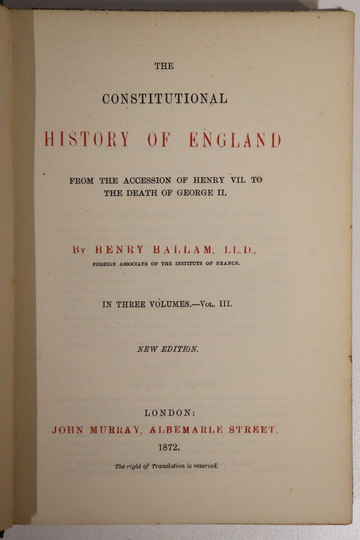 THE
CONSTITUTIONAL
HISTORY OF ENGLAND
FROM THE ACCESSION OF HENRY VII. TO
THE DEATH OF GEORGE II.
BY HENRY HALLAM, LL.D.,
FOREIGN ASSOCIATE OF THE INSTITUTE OF FRANCE.
IN THREE VOLUMES.—VOL. III.
NEW EDITION.
LONDON:
JOHN MURRAY, ALBEMARLE STREET.
1872.
The right of Translation is reserved.